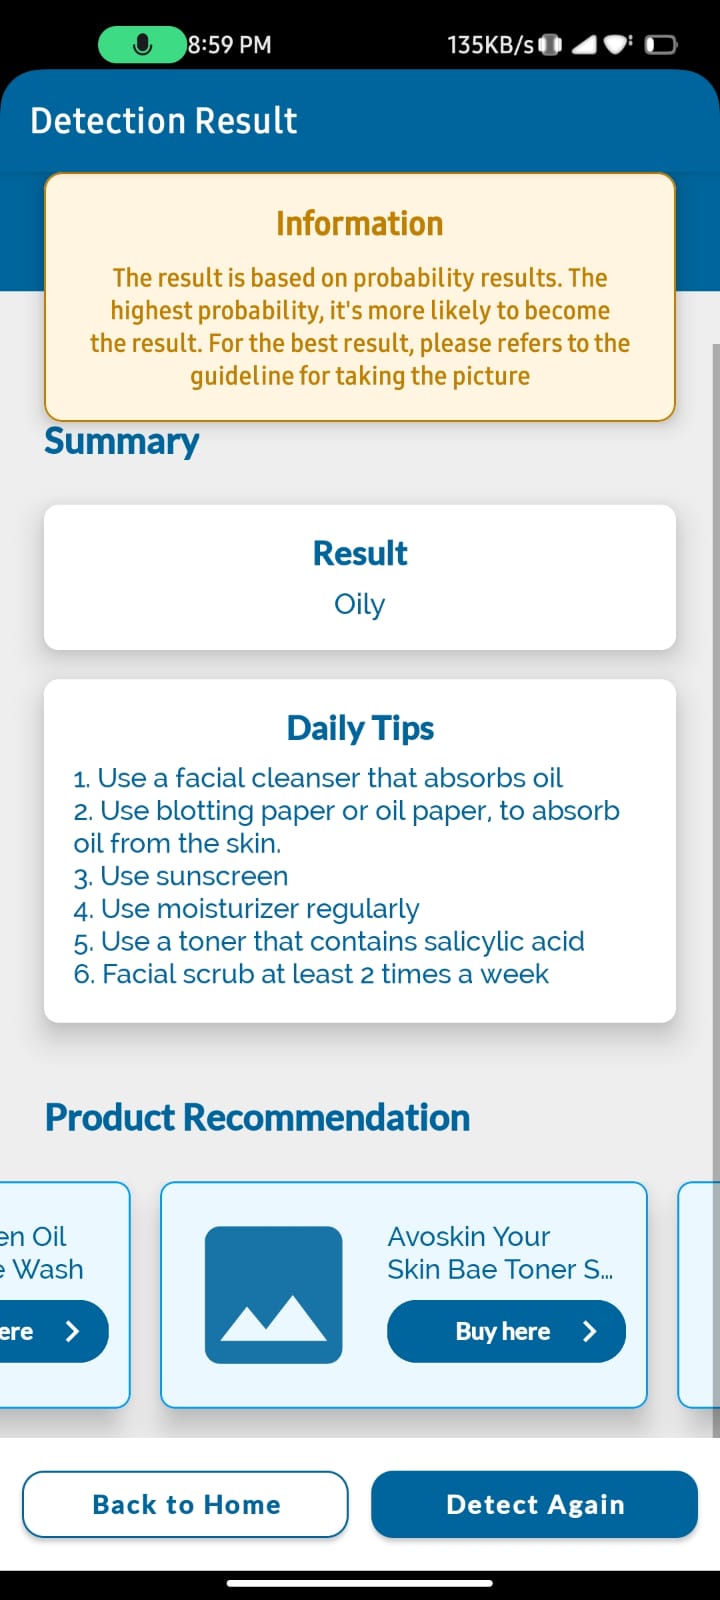 8:59 PM 135KB/s
Detection Result
Information
The result is based on probability results. The
highest probability, it's more likely to become
the result. For the best result, please refers to the
guideline for taking the picture
Summary
Result
Oily
Daily Tips
1. Use a facial cleanser that absorbs oil
2. Use blotting paper or oil paper, to absorb
oil from the skin.
3. Use sunscreen
4. Use moisturizer regularly
5. Use a toner that contains salicylic acid
6. Facial scrub at least 2 times a week
Product Recommendation
en Oil
e Wash
ere
Avoskin Your
Skin Bae Toner S...
Buy here
Back to Home
Detect Again